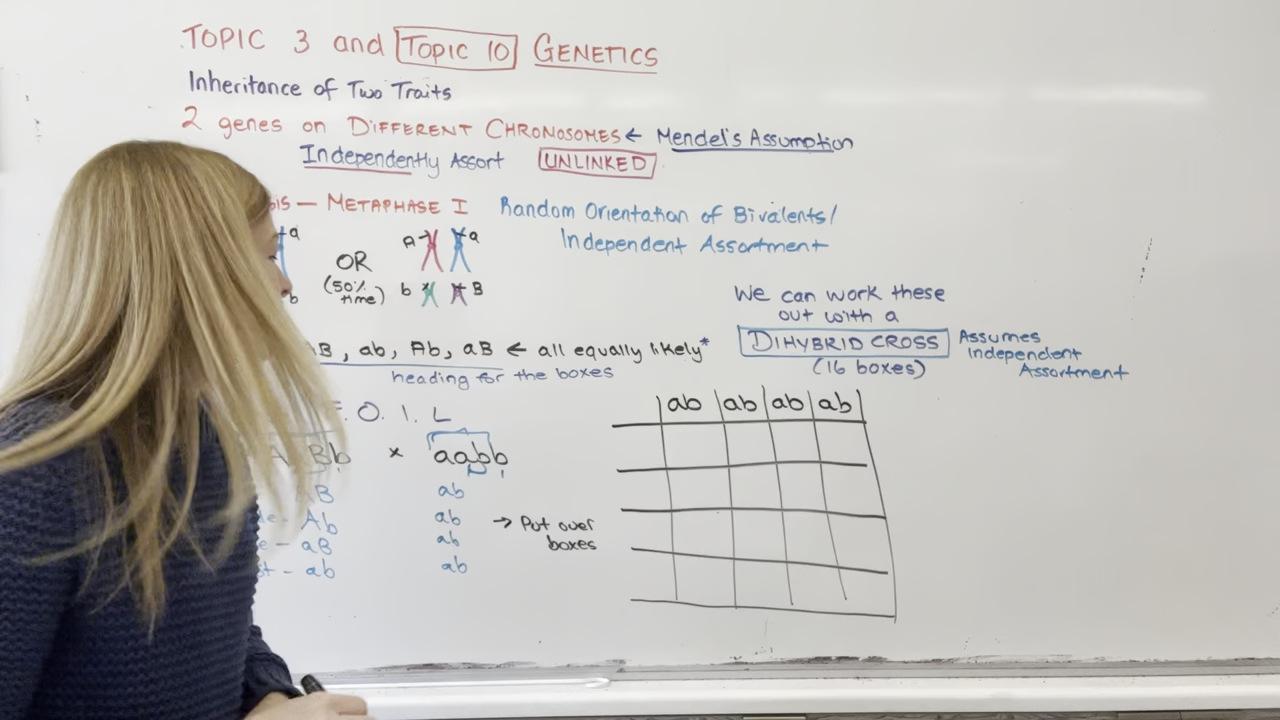 TOPIC 3 and TOPIC 10 GENETICS
Inheritance of Two Traits
2 genes on DIFFERENT CHRONOSOMES ← Mendel's Assumption
Independently Assort UNLINKED
— METAPHASE I Random Orientation of Bivalents/
Independent Assortment
a
b
OR
(50%
time)
A a
b B
We can work these
out with a
DIHYBRID CROSS
(16 boxes)
Assumes
Independent
Assortment
B, ab, Ab, aB ← all equally likely*
heading for the boxes
F. O. I. L
Bb × aabb
AB ab
Ab ab
aB ab
ab ab
→ Put over
boxes
ab ab ab ab